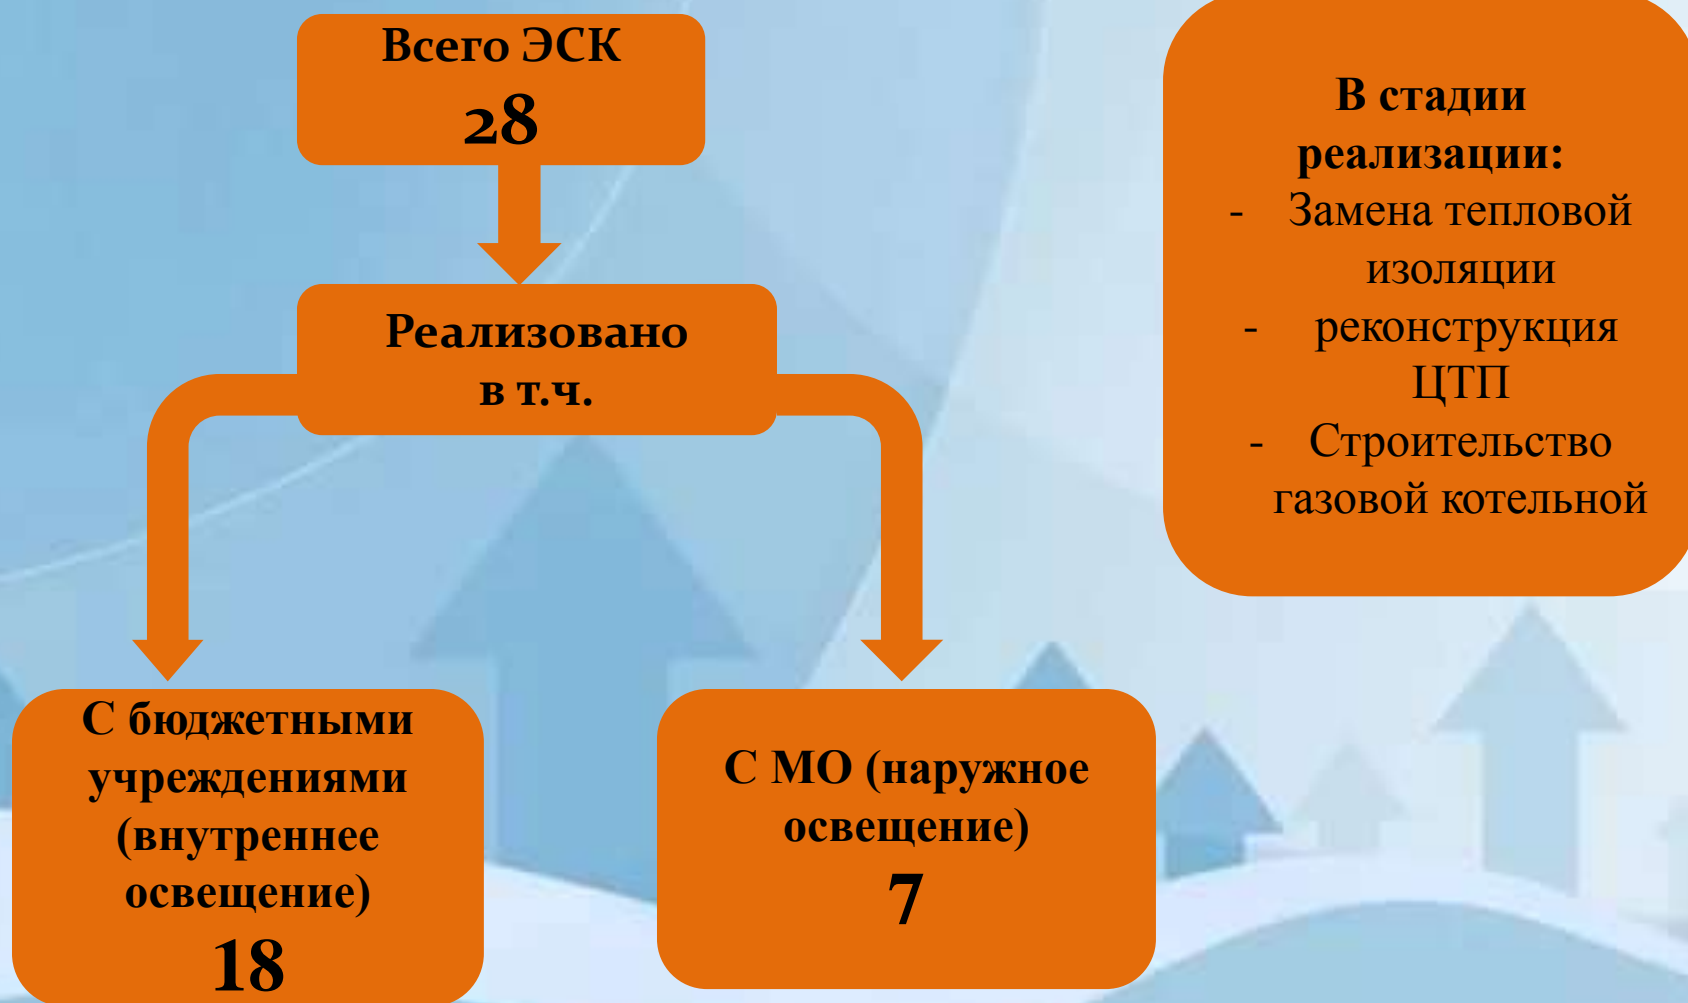 Всего ЭСК
28
Реализовано
в т.ч.
С бюджетными
учреждениями
(внутреннее
освещение)
18
С МО (наружное
освещение)
7
В стадии
реализации:
- Замена тепловой
изоляции
- реконструкция
ЦТП
- Строительство
газовой котельной